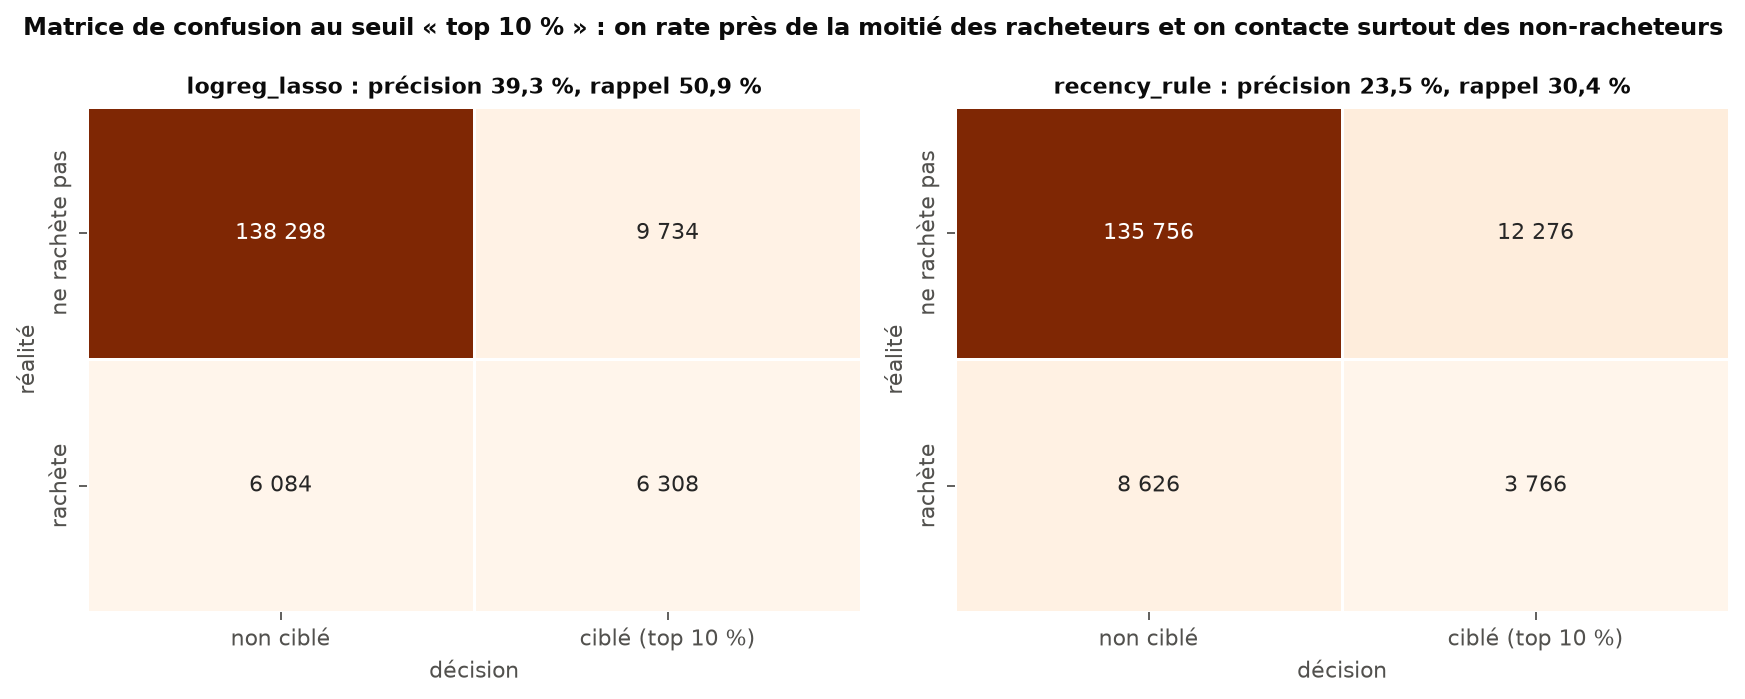 Matrice de confusion au seuil « top 10 % » : on rate près de la moitié des racheteurs et on contacte surtout des non-racheteurs
logreg_lasso : précision 39,3 %, rappel 50,9 %
réalité
ne rachète pas
138 298
9 734
rachète
6 084
6 308
non ciblé
ciblé (top 10 %)
décision
recency_rule : précision 23,5 %, rappel 30,4 %
réalité
ne rachète pas
135 756
12 276
rachète
8 626
3 766
non ciblé
ciblé (top 10 %)
décision